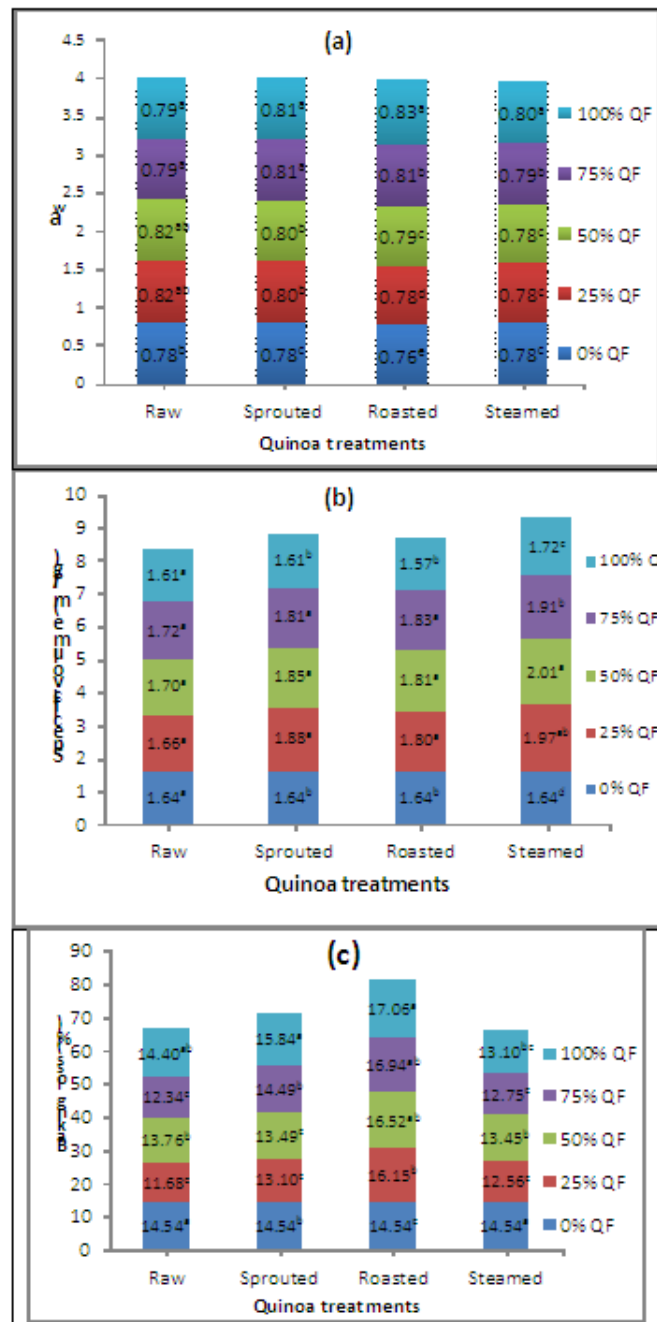 (a)
4.5
4
3.5
3
2.5
2
1.5
1
0.5
0
0.79ᵃ 0.81ᵃ 0.83ᵃ 0.80ᵃ
0.79ᵃ 0.81ᵃ 0.81ᵇ 0.79ᵇ
0.82ᵃᵇ 0.80ᵇ 0.79ᶜ 0.78ᶜ
0.82ᵃᵇ 0.80ᵇ 0.78ᵈ 0.78ᶜ
0.78ᶜ 0.78ᶜ 0.76ᵉ 0.78ᶜ
100% QF
75% QF
50% QF
25% QF
0% QF
Raw Sprouted Roasted Steamed
Quinoa treatments
(b)
10
9
8
7
6
5
4
3
2
1
0
1.61ᵃ 1.61ᵇ 1.57ᵇ 1.72ᶜ
1.72ᵃ 1.81ᵃ 1.83ᵃ 1.91ᵇ
1.70ᵃ 1.85ᵃ 1.81ᵃ 2.01ᵃ
1.66ᵃ 1.88ᵃ 1.80ᵃ 1.97ᵃᵇ
1.64ᵃ 1.64ᵇ 1.64ᵇ 1.64ᵈ
100% Q
75% QF
50% QF
25% QF
0% QF
Raw Sprouted Roasted Steamed
Quinoa treatments
(c)
90
80
70
60
50
40
30
20
10
0
14.40ᵃᵇ 15.84ᵃ 17.06ᵃ 13.10ᵇᶜ
12.34ᶜ 14.49ᵇ 16.94ᵃᵇ 12.75ᶜ
13.76ᵇ 13.49ᶜ 16.52ᵃᵇ 13.45ᵇ
11.68ᶜ 13.10ᶜ 16.15ᵇ 12.56ᶜ
14.54ᵃ 14.54ᵇ 14.54ᶜ 14.54ᵃ
100% QF
75% QF
50% QF
25% QF
0% QF
Raw Sprouted Roasted Steamed
Quinoa treatments